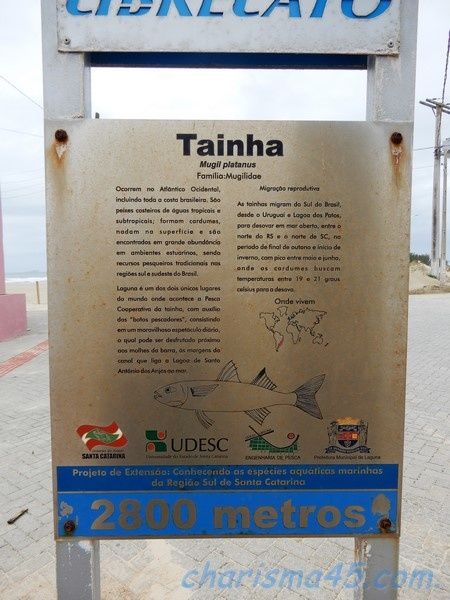 Tainha
Mugil platanus
Família:Mugilidae
Ocorrem no Atlântico Ocidental,
incluindo toda a costa brasileira. São
peixes costeiros de águas tropicais e
subtropicais; formam cardumes,
nadam na superfície e são
encontrados em grande abundância
em ambientes estuarinos, sendo
recursos pesqueiros tradicionais nas
regiões sul e sudeste do Brasil.
Laguna é um dos dois únicos lugares
do mundo onde acontece a Pesca
Cooperativa da tainha, com auxílio
dos "botos pescadores", consistindo
em um maravilhoso espetáculo diário,
o qual pode ser desfrutado próximo
aos molhes da barra, às margens do
canal que liga a Lagoa de Santo
Antônio dos Anjos ao mar.
Migração reprodutiva
As tainhas migram do Sul do Brasil,
desde o Uruguai e Lagoa dos Patos,
para desovar em mar aberto, entre o
norte do RS e o norte de SC, no
período de final de outono e início de
inverno, com pico entre maio e junho,
onde os cardumes buscam
temperaturas entre 19 e 21 graus
celsius para a desova.
Onde vivem
SANTA CATARINA
UDESC
Universidade do Estado de Santa Catarina
ENGENHARIA DE PESCA
Prefeitura Municipal de Laguna
Projeto de Extensão: Conhecendo as espécies aquáticas marinhas
da Região Sul de Santa Catarina
2800 metros
charisma45.com